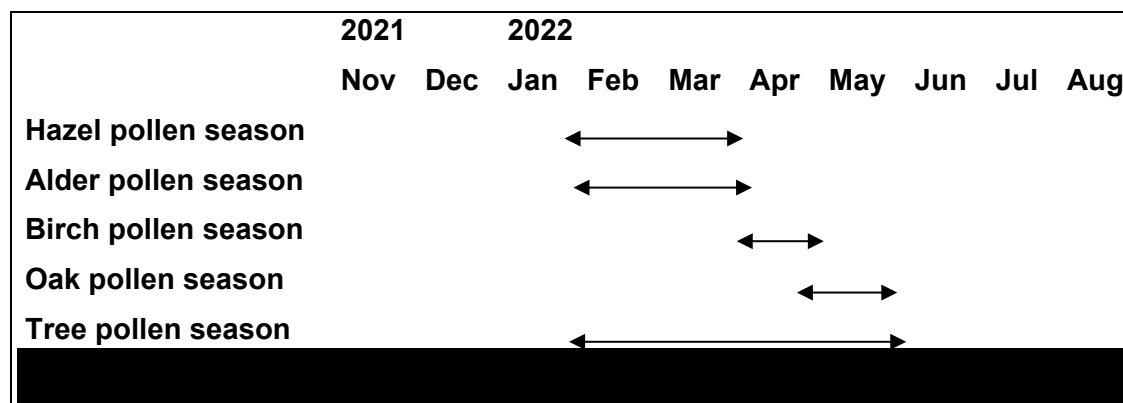 2021 2022
Nov Dec Jan Feb Mar Apr May Jun Jul Aug
Hazel pollen season
Alder pollen season
Birch pollen season
Oak pollen season
Tree pollen season